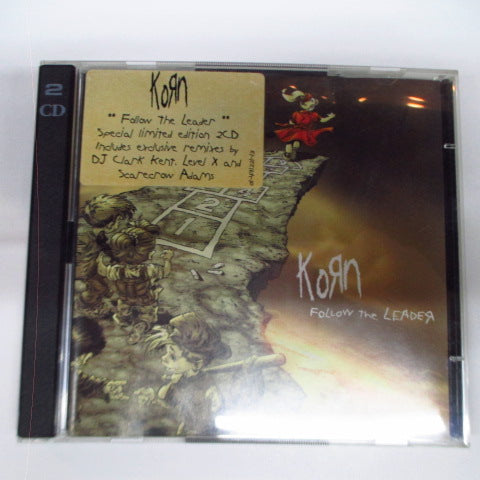 2
CD
KoЯn
" Follow The Leader "
Special limited edition 2CD
Includes exclusive remixes by
DJ Clark Kent, Level X and
Scarecrow Adams
2
1
KoЯn
FOLLOW THE LEADEЯ